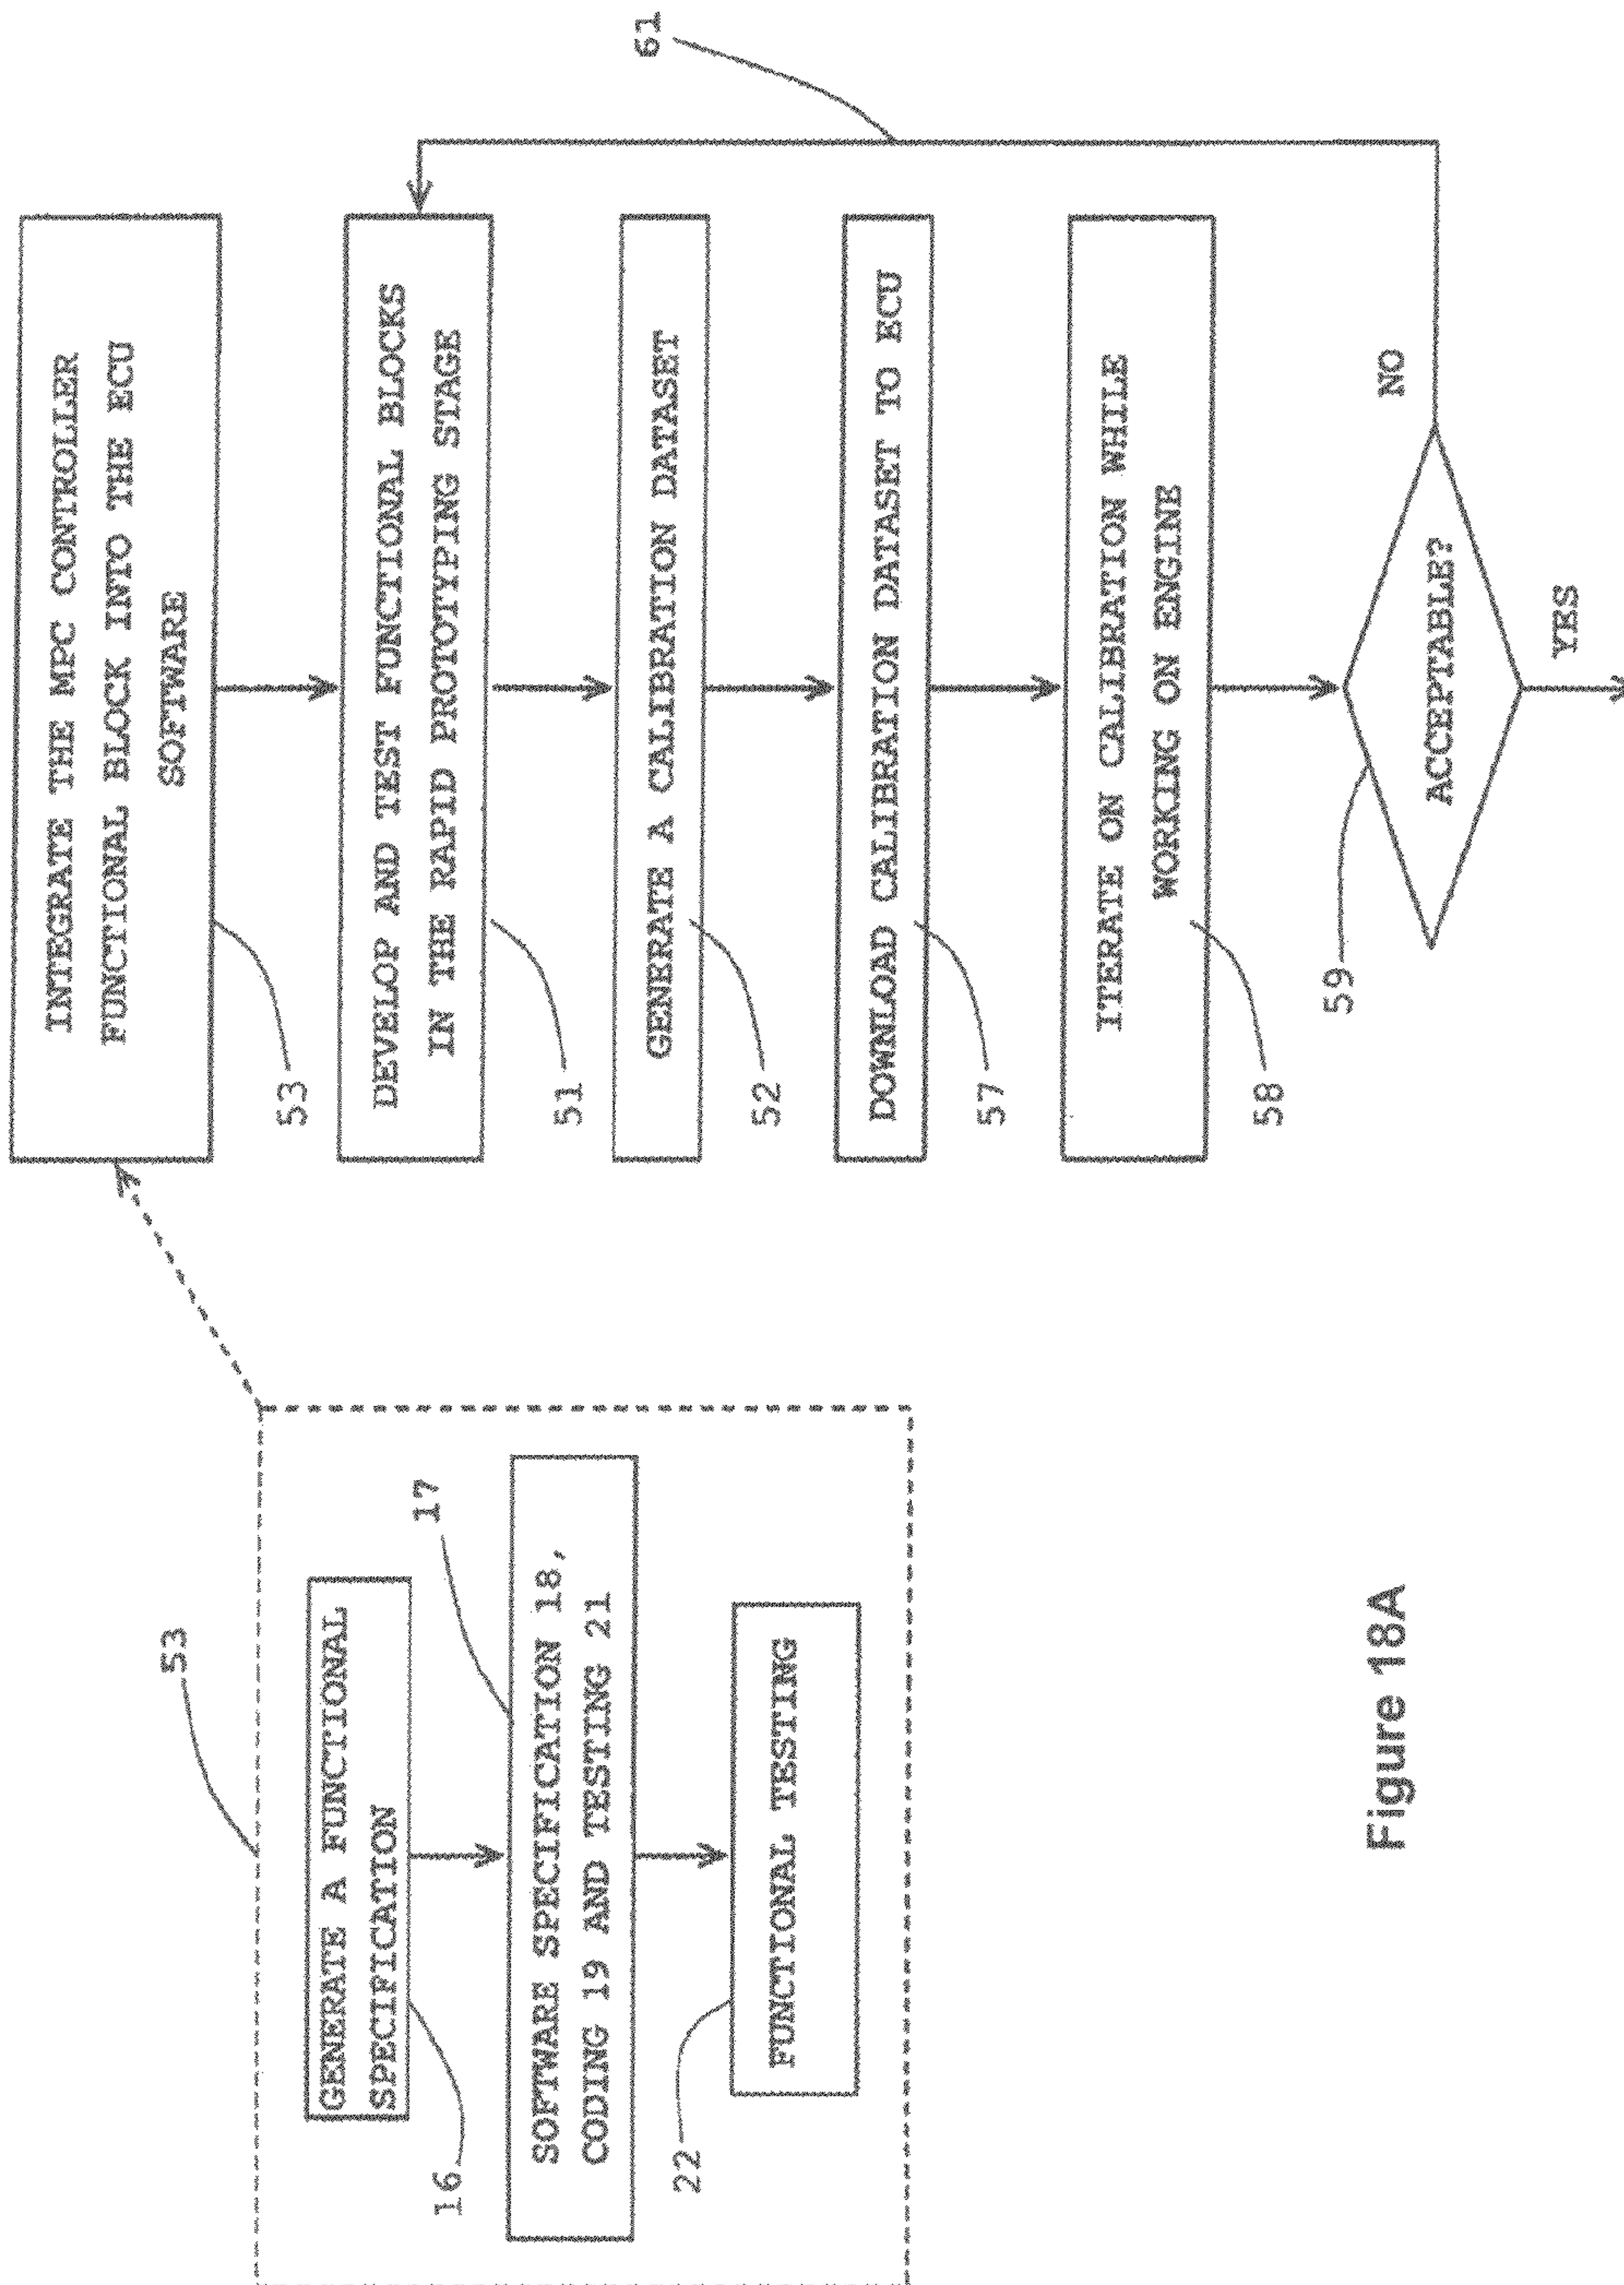 53
GENERATE A FUNCTIONAL
SPECIFICATION
16
17
SOFTWARE SPECIFICATION 18,
CODING 19 AND TESTING 21
22
FUNCTIONAL TESTING
INTEGRATE THE MPC CONTROLLER
FUNCTIONAL BLOCK INTO THE ECU
SOFTWARE
53
DEVELOP AND TEST FUNCTIONAL BLOCKS
IN THE RAPID PROTOTYPING STAGE
51
GENERATE A CALIBRATION DATASET
52
DOWNLOAD CALIBRATION DATASET TO ECU
57
ITERATE ON CALIBRATION WHILE
WORKING ON ENGINE
58
59
ACCEPTABLE?
NO
YES
61
Figure 18A